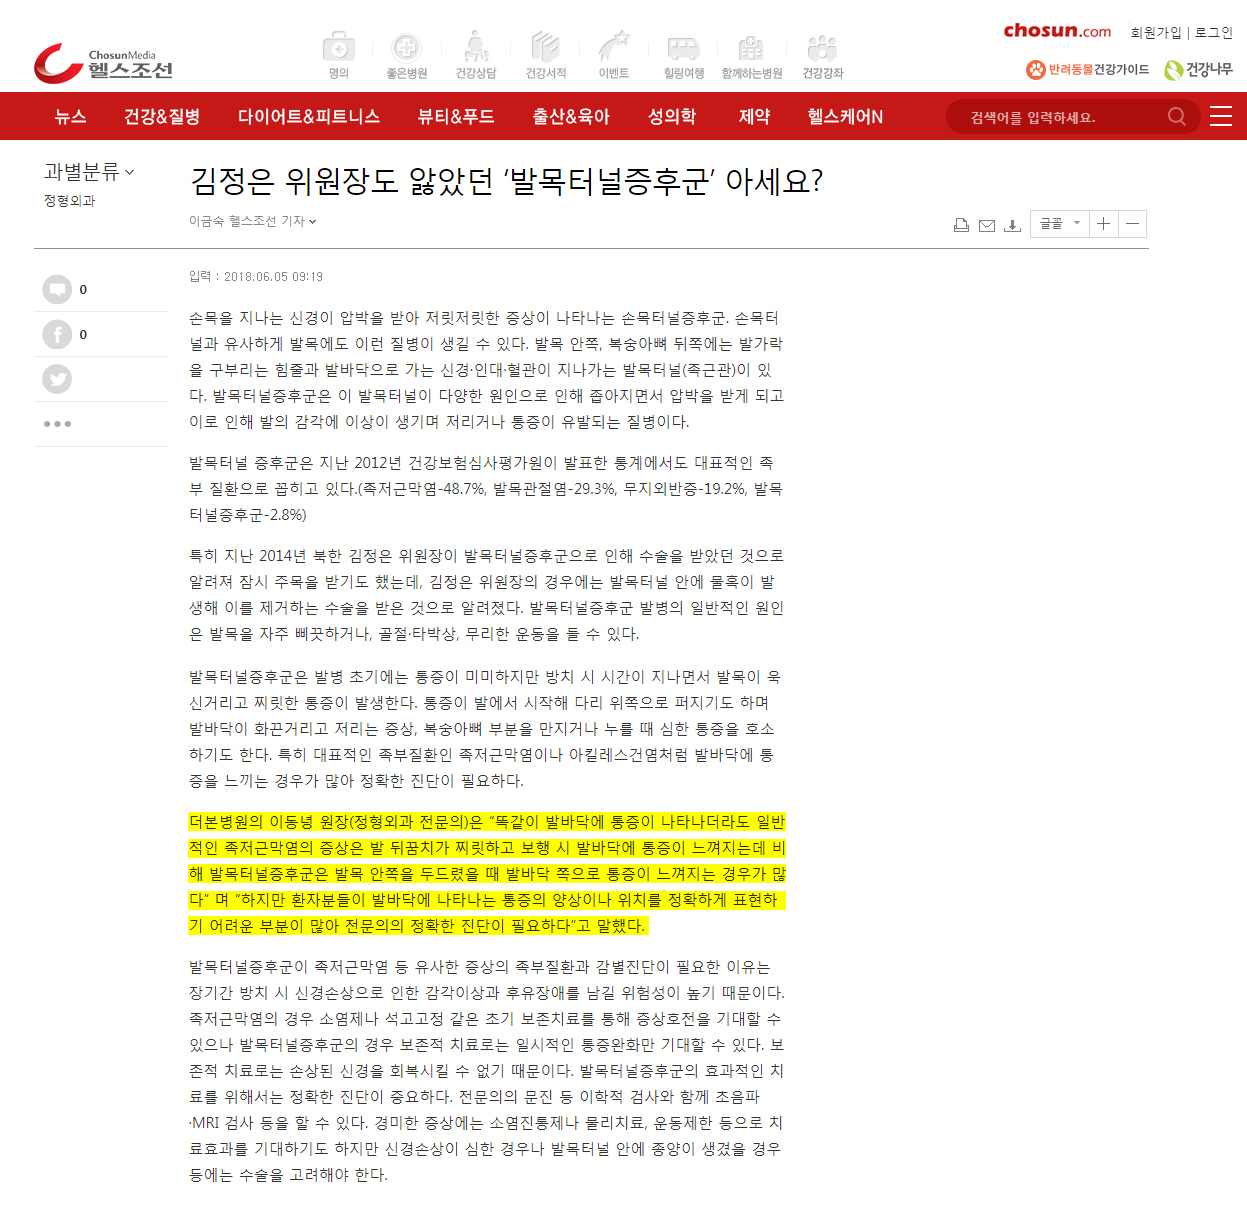 chosun.com 회원가입 | 로그인
ChosunMedia
헬스조선
명의 좋은병원 건강상담 건강서적 이벤트 힐링여행 함께하는병원 건강강좌
반려동물건강가이드 건강나무
뉴스 건강&질병 다이어트&피트니스 뷰티&푸드 출산&육아 성의학 제약 헬스케어N 검색어를 입력하세요.
과별분류
정형외과
김정은 위원장도 앓았던 ‘발목터널증후군’ 아세요?
이금숙 헬스조선 기자
글꼴
0
0
입력 : 2018.06.05 09:19
손목을 지나는 신경이 압박을 받아 저릿저릿한 증상이 나타나는 손목터널증후군. 손목터
널과 유사하게 발목에도 이런 질병이 생길 수 있다. 발목 안쪽, 복숭아뼈 뒤쪽에는 발가락
을 구부리는 힘줄과 발바닥으로 가는 신경·인대·혈관이 지나가는 발목터널(족근관)이 있
다. 발목터널증후군은 이 발목터널이 다양한 원인으로 인해 좁아지면서 압박을 받게 되고
이로 인해 발의 감각에 이상이 생기며 저리거나 통증이 유발되는 질병이다.
발목터널 증후군은 지난 2012년 건강보험심사평가원이 발표한 통계에서도 대표적인 족
부 질환으로 꼽히고 있다.(족저근막염-48.7%, 발목관절염-29.3%, 무지외반증-19.2%, 발목
터널증후군-2.8%)
특히 지난 2014년 북한 김정은 위원장이 발목터널증후군으로 인해 수술을 받았던 것으로
알려져 잠시 주목을 받기도 했는데, 김정은 위원장의 경우에는 발목터널 안에 물혹이 발
생해 이를 제거하는 수술을 받은 것으로 알려졌다. 발목터널증후군 발병의 일반적인 원인
은 발목을 자주 삐끗하거나, 골절·타박상, 무리한 운동을 들 수 있다.
발목터널증후군은 발병 초기에는 통증이 미미하지만 방치 시 시간이 지나면서 발목이 욱
신거리고 찌릿한 통증이 발생한다. 통증이 발에서 시작해 다리 위쪽으로 퍼지기도 하며
발바닥이 화끈거리고 저리는 증상, 복숭아뼈 부분을 만지거나 누를 때 심한 통증을 호소
하기도 한다. 특히 대표적인 족부질환인 족저근막염이나 아킬레스건염처럼 발바닥에 통
증을 느끼는 경우가 많아 정확한 진단이 필요하다.
더본병원의 이동녕 원장(정형외과 전문의)은 “똑같이 발바닥에 통증이 나타나더라도 일반
적인 족저근막염의 증상은 발 뒤꿈치가 찌릿하고 보행 시 발바닥에 통증이 느껴지는데 비
해 발목터널증후군은 발목 안쪽을 두드렸을 때 발바닥 쪽으로 통증이 느껴지는 경우가 많
다” 며 “하지만 환자분들이 발바닥에 나타나는 통증의 양상이나 위치를 정확하게 표현하
기 어려운 부분이 많아 전문의의 정확한 진단이 필요하다”고 말했다.
발목터널증후군이 족저근막염 등 유사한 증상의 족부질환과 감별진단이 필요한 이유는
장기간 방치 시 신경손상으로 인한 감각이상과 후유장애를 남길 위험성이 높기 때문이다.
족저근막염의 경우 소염제나 석고고정 같은 초기 보존치료를 통해 증상호전을 기대할 수
있으나 발목터널증후군의 경우 보존적 치료로는 일시적인 통증완화만 기대할 수 있다. 보
존적 치료로는 손상된 신경을 회복시킬 수 없기 때문이다. 발목터널증후군의 효과적인 치
료를 위해서는 정확한 진단이 중요하다. 전문의의 문진 등 이학적 검사와 함께 초음파
·MRI 검사 등을 할 수 있다. 경미한 증상에는 소염진통제나 물리치료, 운동제한 등으로 치
료효과를 기대하기도 하지만 신경손상이 심한 경우나 발목터널 안에 종양이 생겼을 경우
등에는 수술을 고려해야 한다.